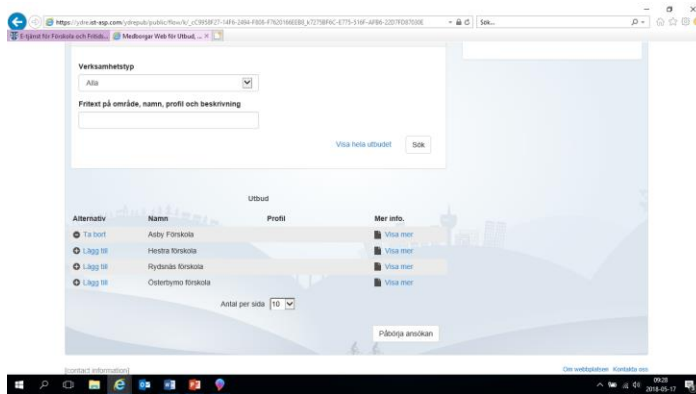 Sök...
E-tjänst för Förskola och Fritids...
Medborgar Web för Utbud, ...
Verksamhetstyp
Alla
Fritext på område, namn, profil och beskrivning
Visa hela utbudet Sök
Utbud
Alternativ Namn Profil Mer info.
Ta bort Asby Förskola Visa mer
Lägg till Hestra förskola Visa mer
Lägg till Rydsnäs förskola Visa mer
Lägg till Österbymo förskola Visa mer
Antal per sida 10
Påbörja ansökan
[contact information] Om webbplatsen Kontakta oss
09:28
2018-05-17